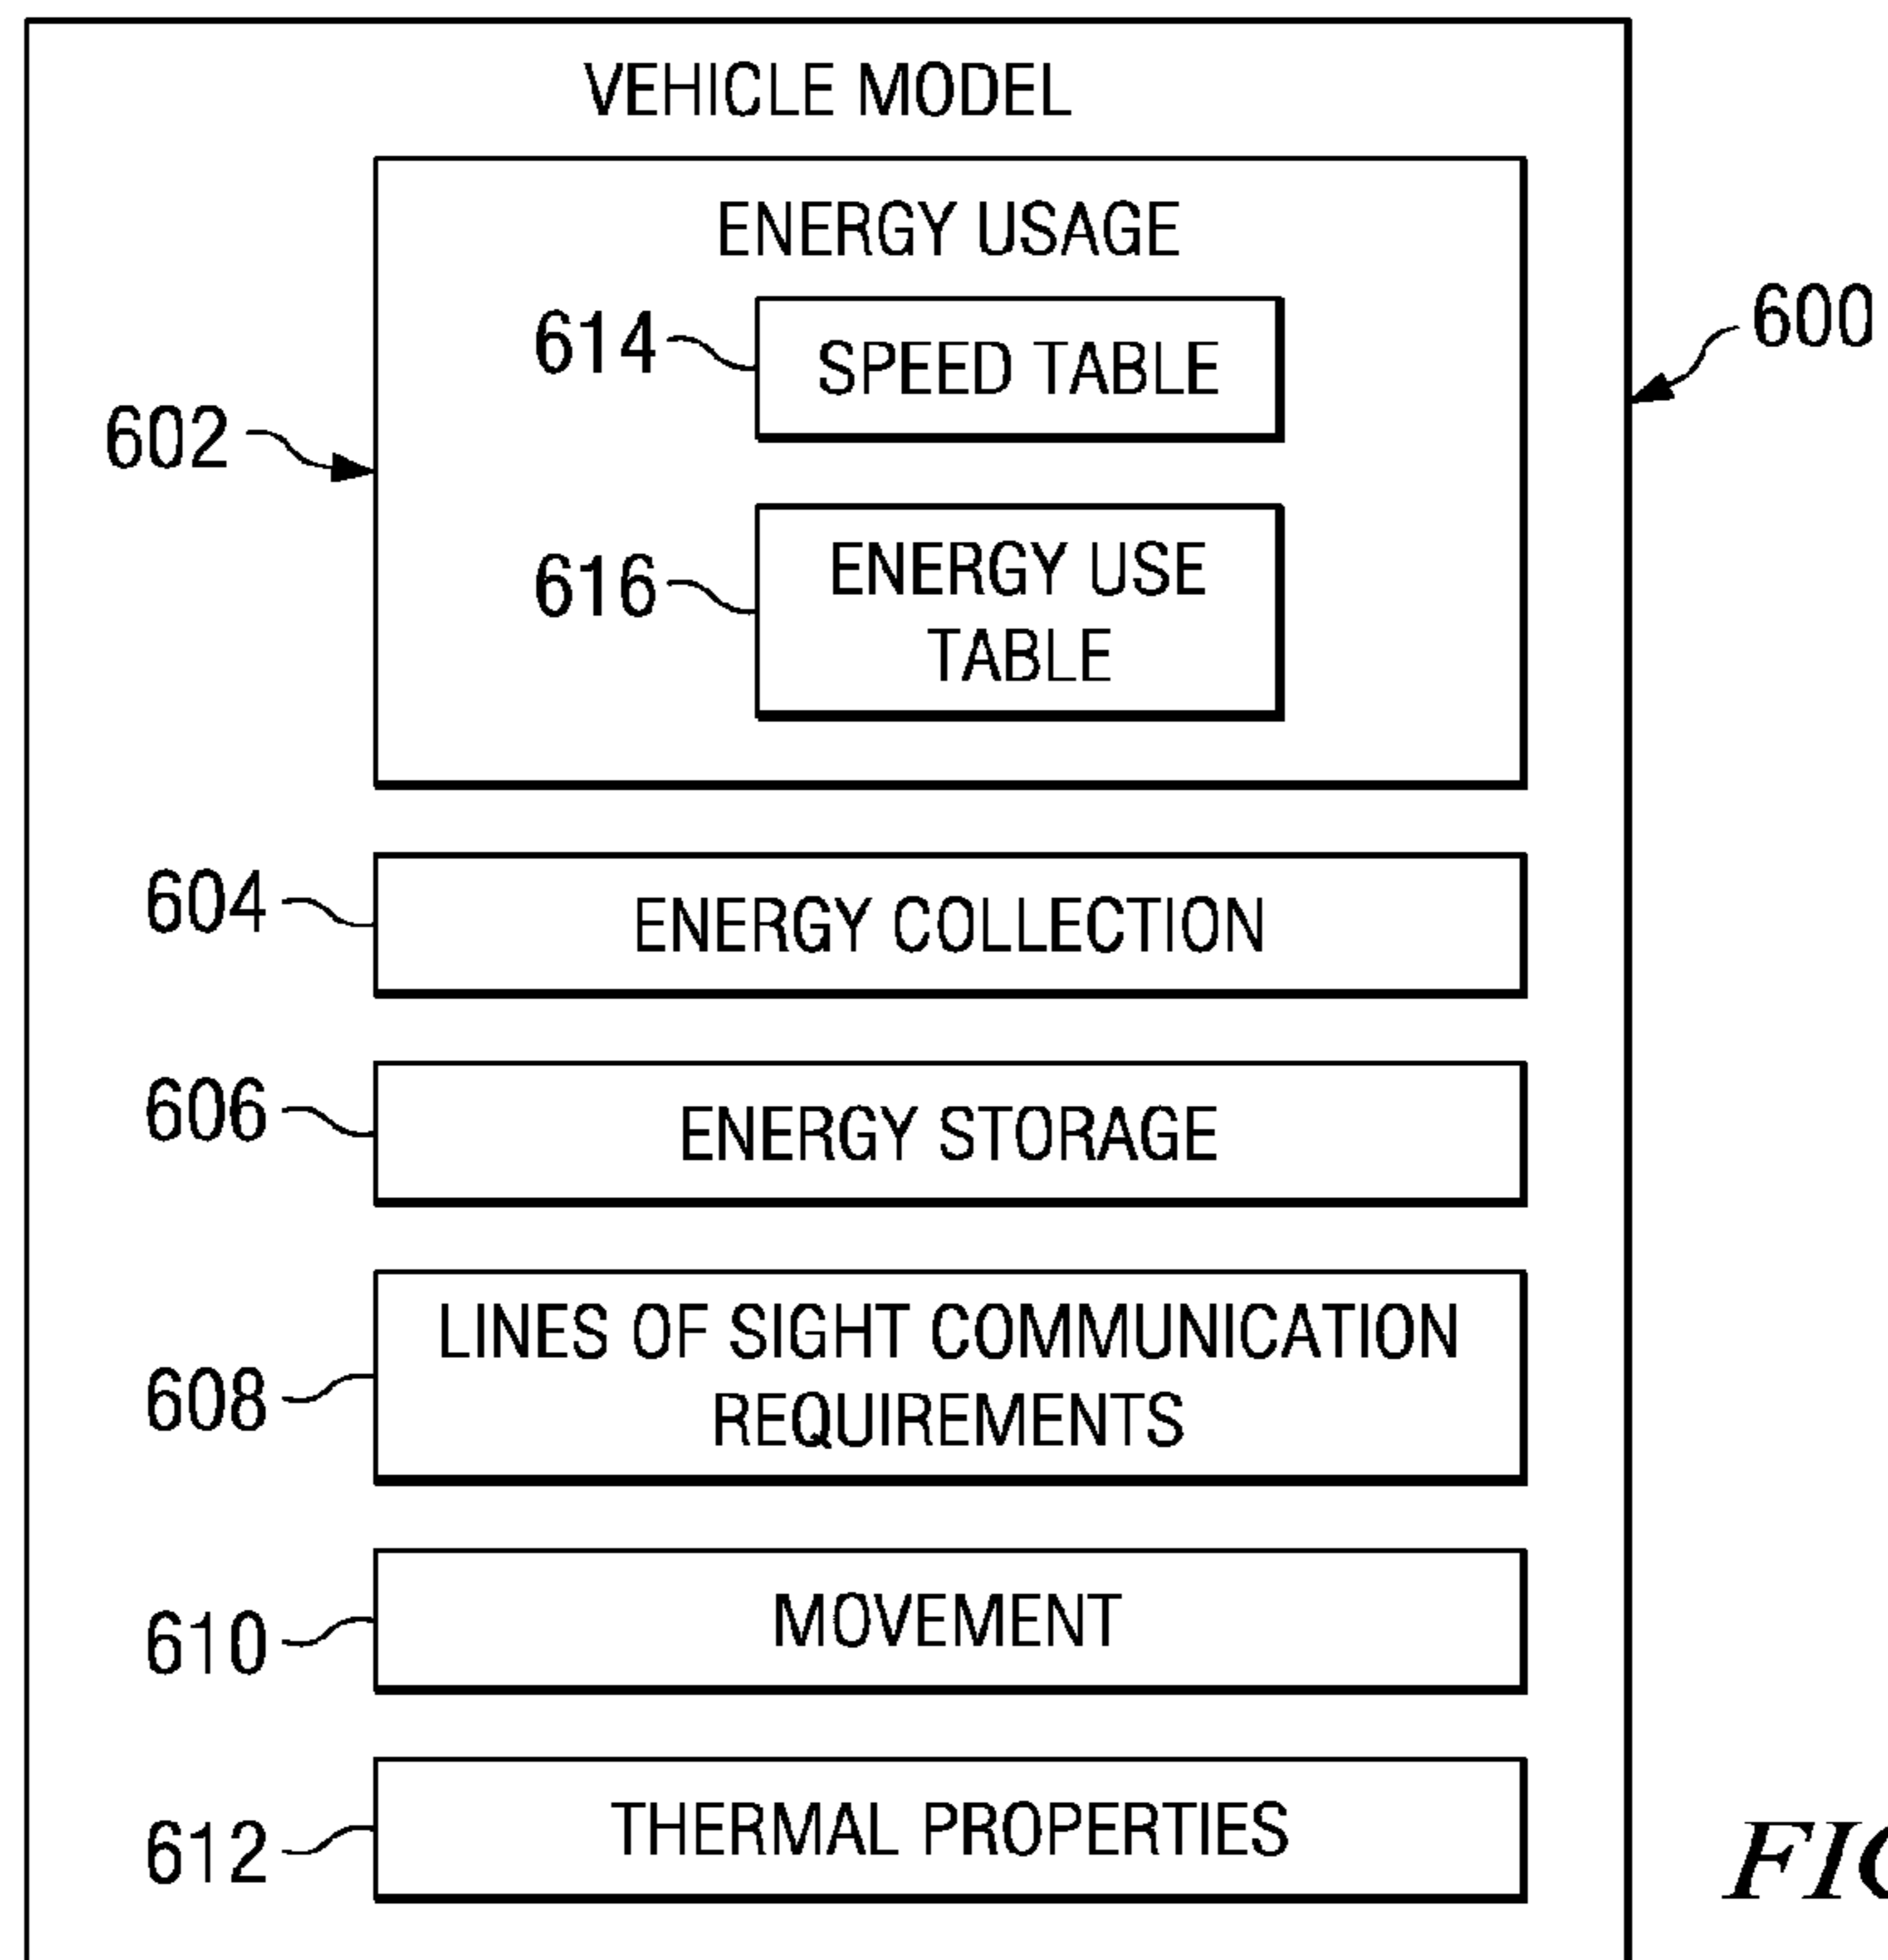 VEHICLE MODEL
ENERGY USAGE
600
614
SPEED TABLE
602
616
ENERGY USE
TABLE
604
ENERGY COLLECTION
606
ENERGY STORAGE
608
LINES OF SIGHT COMMUNICATION
REQUIREMENTS
610
MOVEMENT
612
THERMAL PROPERTIES